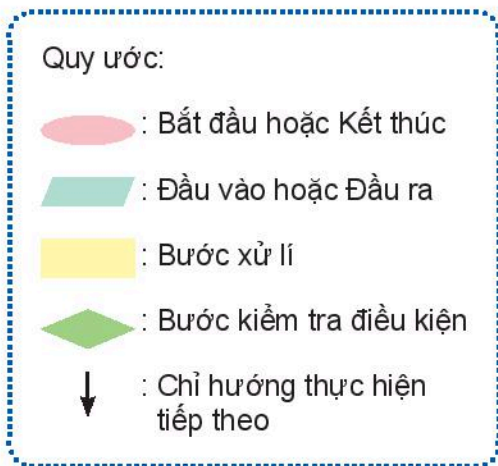 Quy ước:
: Bắt đầu hoặc Kết thúc
: Đầu vào hoặc Đầu ra
: Bước xử lí
: Bước kiểm tra điều kiện
: Chỉ hướng thực hiện
tiếp theo